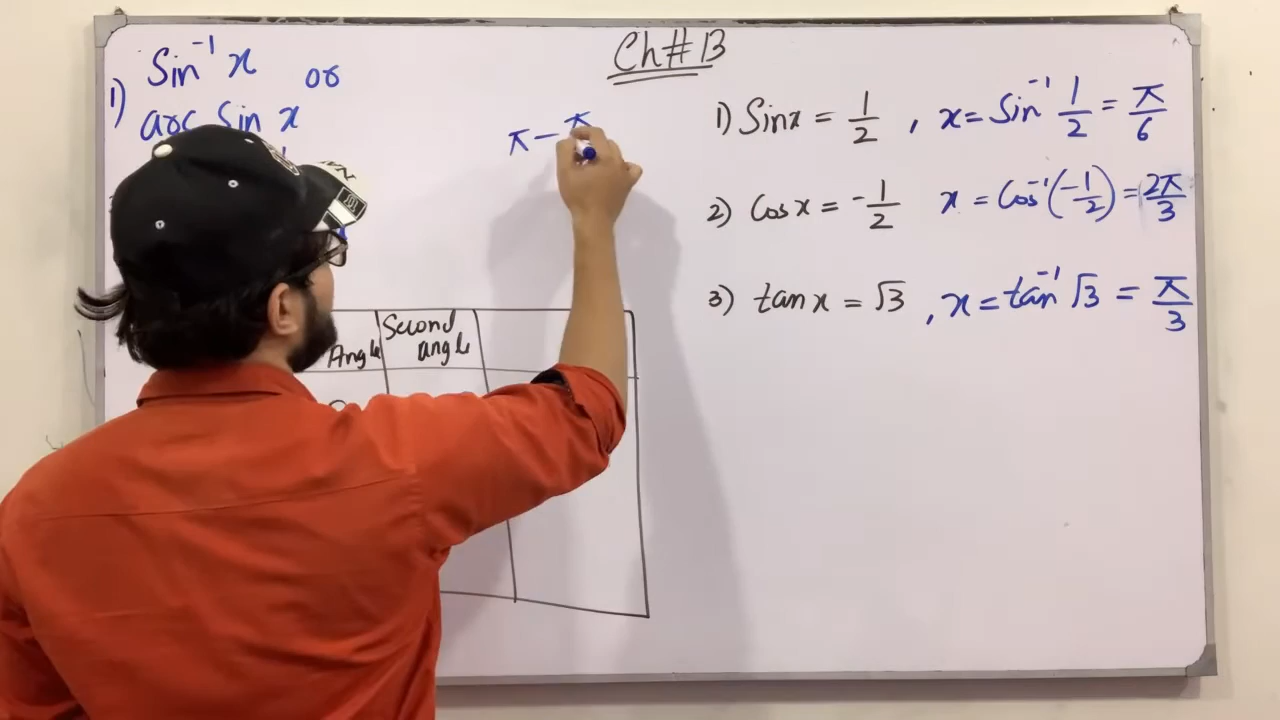 Ch#13
1) Sin⁻¹ x or
arc Sin x
π − π
1) Sinx = 1/2 , x = Sin⁻¹ 1/2 = π/6
2) Cos x = -1/2 x = Cos⁻¹(-1/2) = 2π/3
3) tan x = √3 , x = tan⁻¹ √3 = π/3
Angle
Second
angle